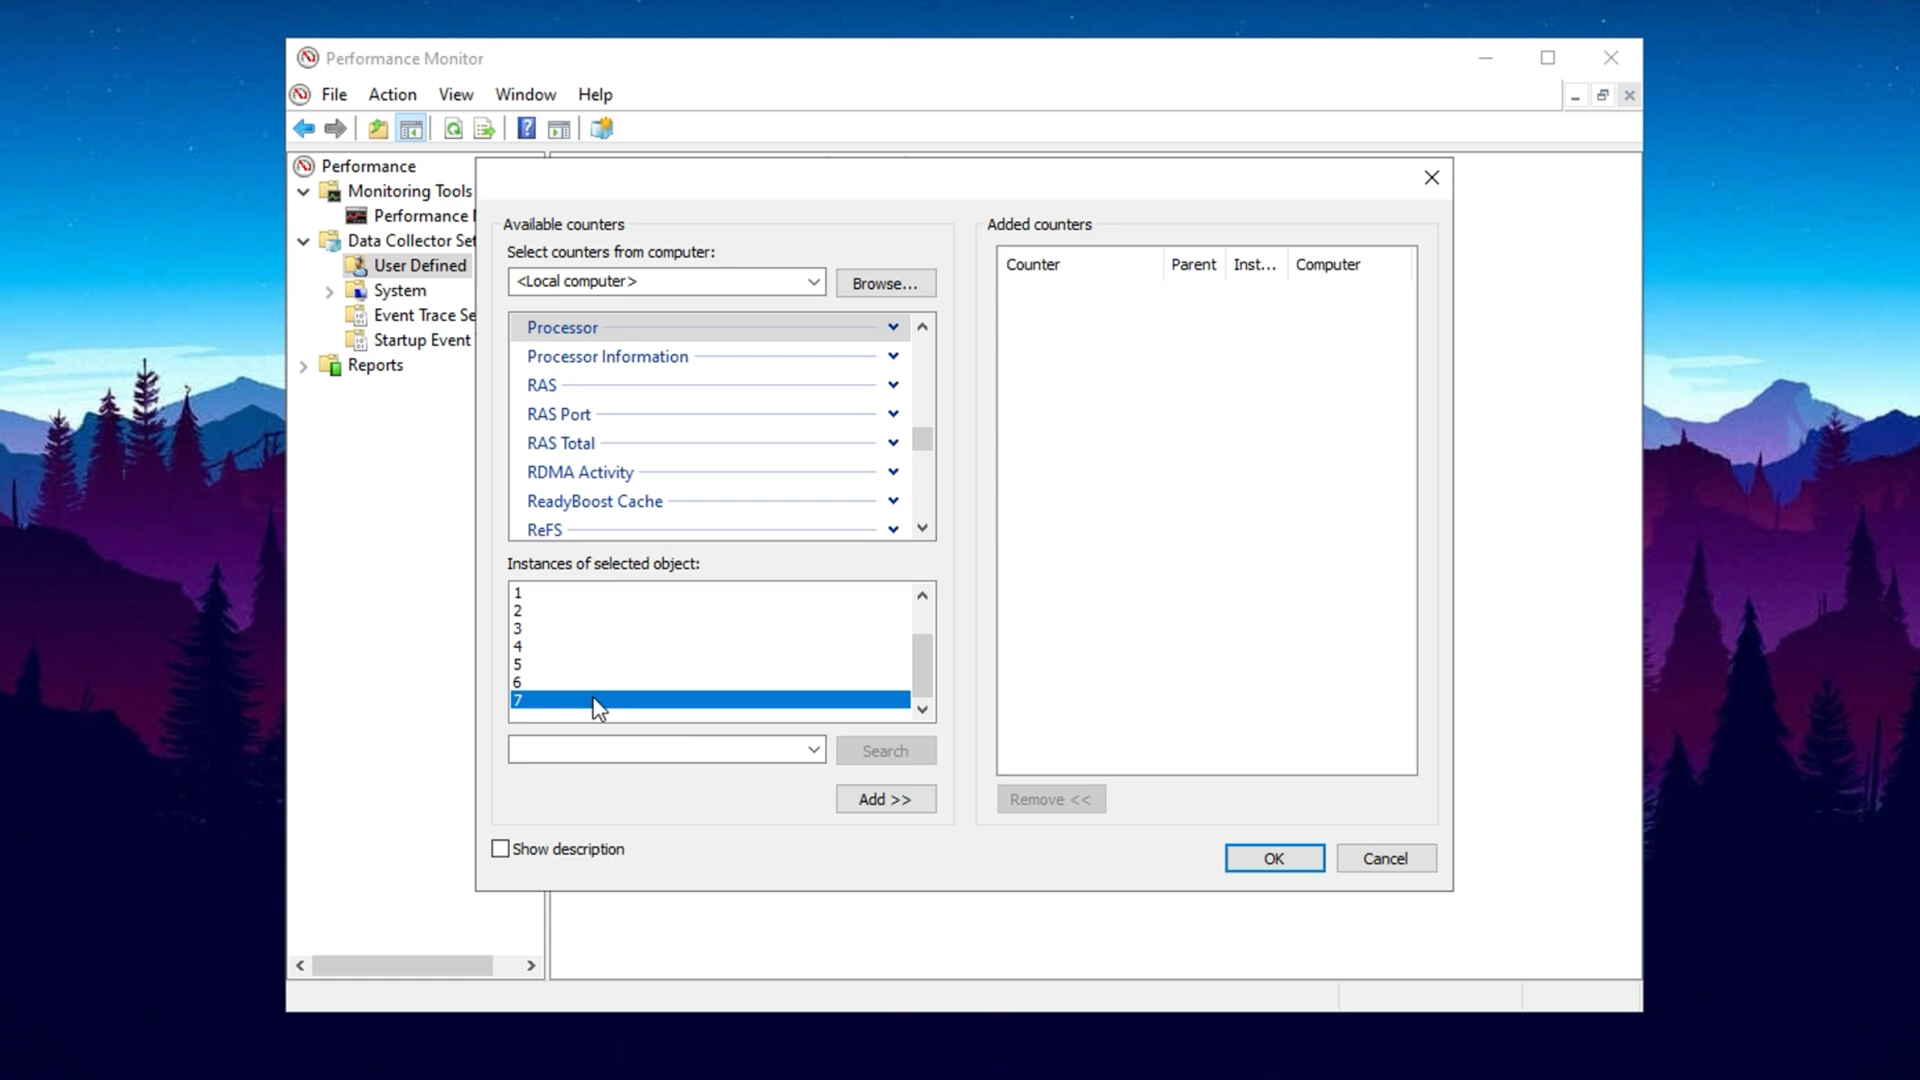 Performance Monitor
File Action View Window Help
Performance
Monitoring Tools
Performance
Data Collector Set
User Defined
System
Event Trace Se
Startup Event
Reports
Available counters
Select counters from computer:
<Local computer>
Browse...
Processor
Processor Information
RAS
RAS Port
RAS Total
RDMA Activity
ReadyBoost Cache
ReFS
Instances of selected object:
1
2
3
4
5
6
7
Search
Add >>
Show description
Added counters
Counter Parent Inst... Computer
Remove <<
OK
Cancel